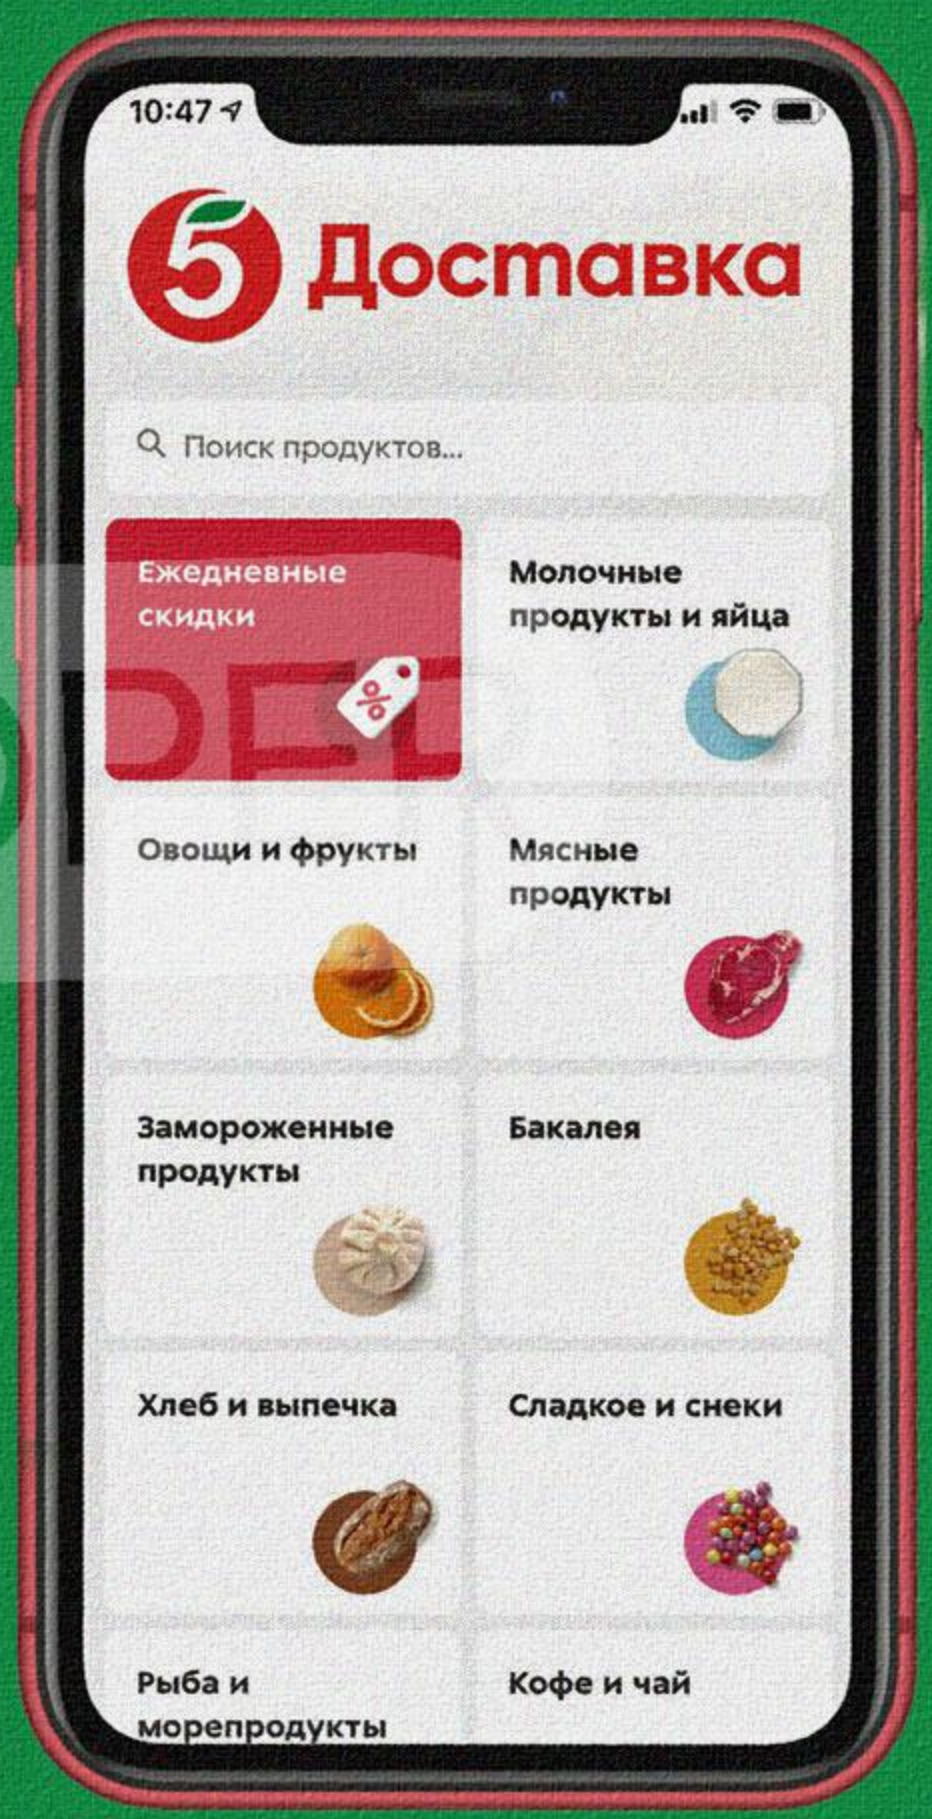 10:47
5 Доставка
Поиск продуктов...
Ежедневные
скидки
%
Молочные
продукты и яйца
Овощи и фрукты
Мясные
продукты
Замороженные
продукты
Бакалея
Хлеб и выпечка
Сладкое и снеки
Рыба и
морепродукты
Кофе и чай